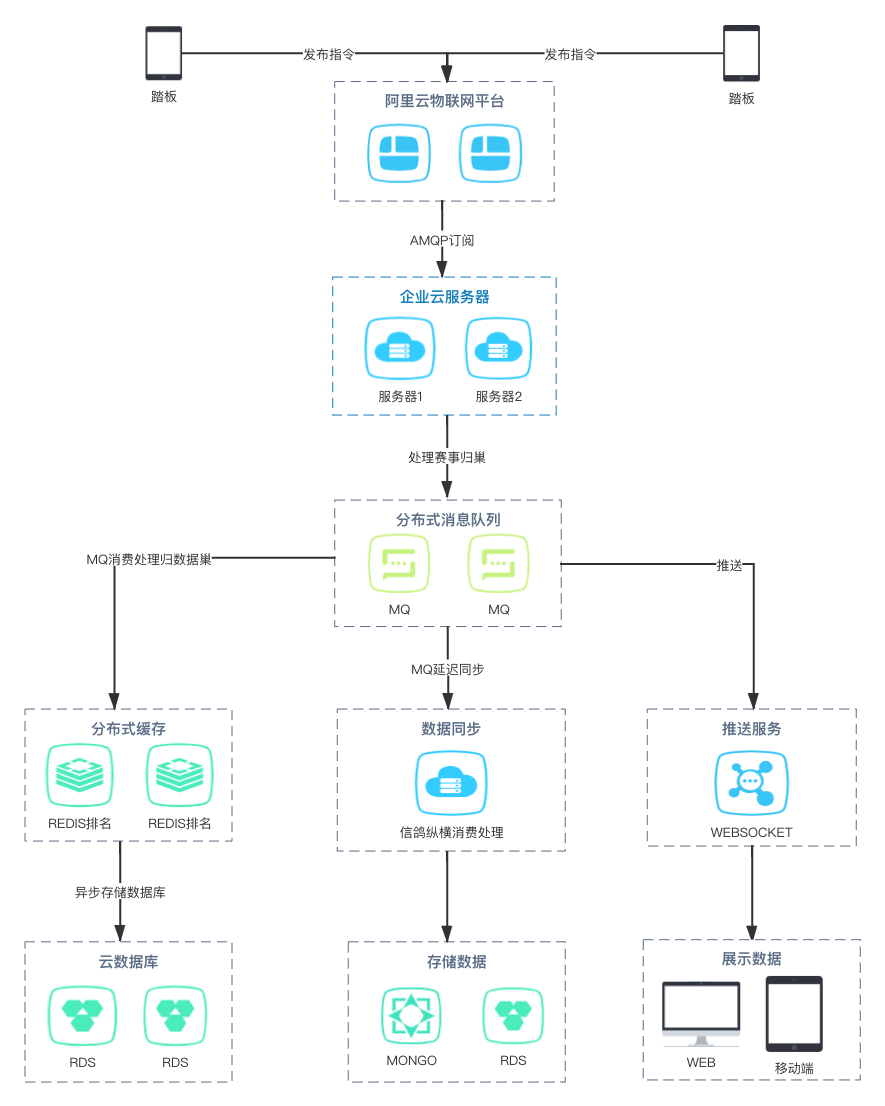 发布指令
发布指令
踏板
踏板
阿里云物联网平台
AMQP订阅
企业云服务器
服务器1
服务器2
处理赛事归巢
分布式消息队列
MQ
MQ
MQ消费处理归数据巢
推送
MQ延迟同步
分布式缓存
REDIS排名
REDIS排名
数据同步
信鸽纵横消费处理
推送服务
WEBSOCKET
异步存储数据库
云数据库
RDS
RDS
存储数据
MONGO
RDS
展示数据
WEB
移动端